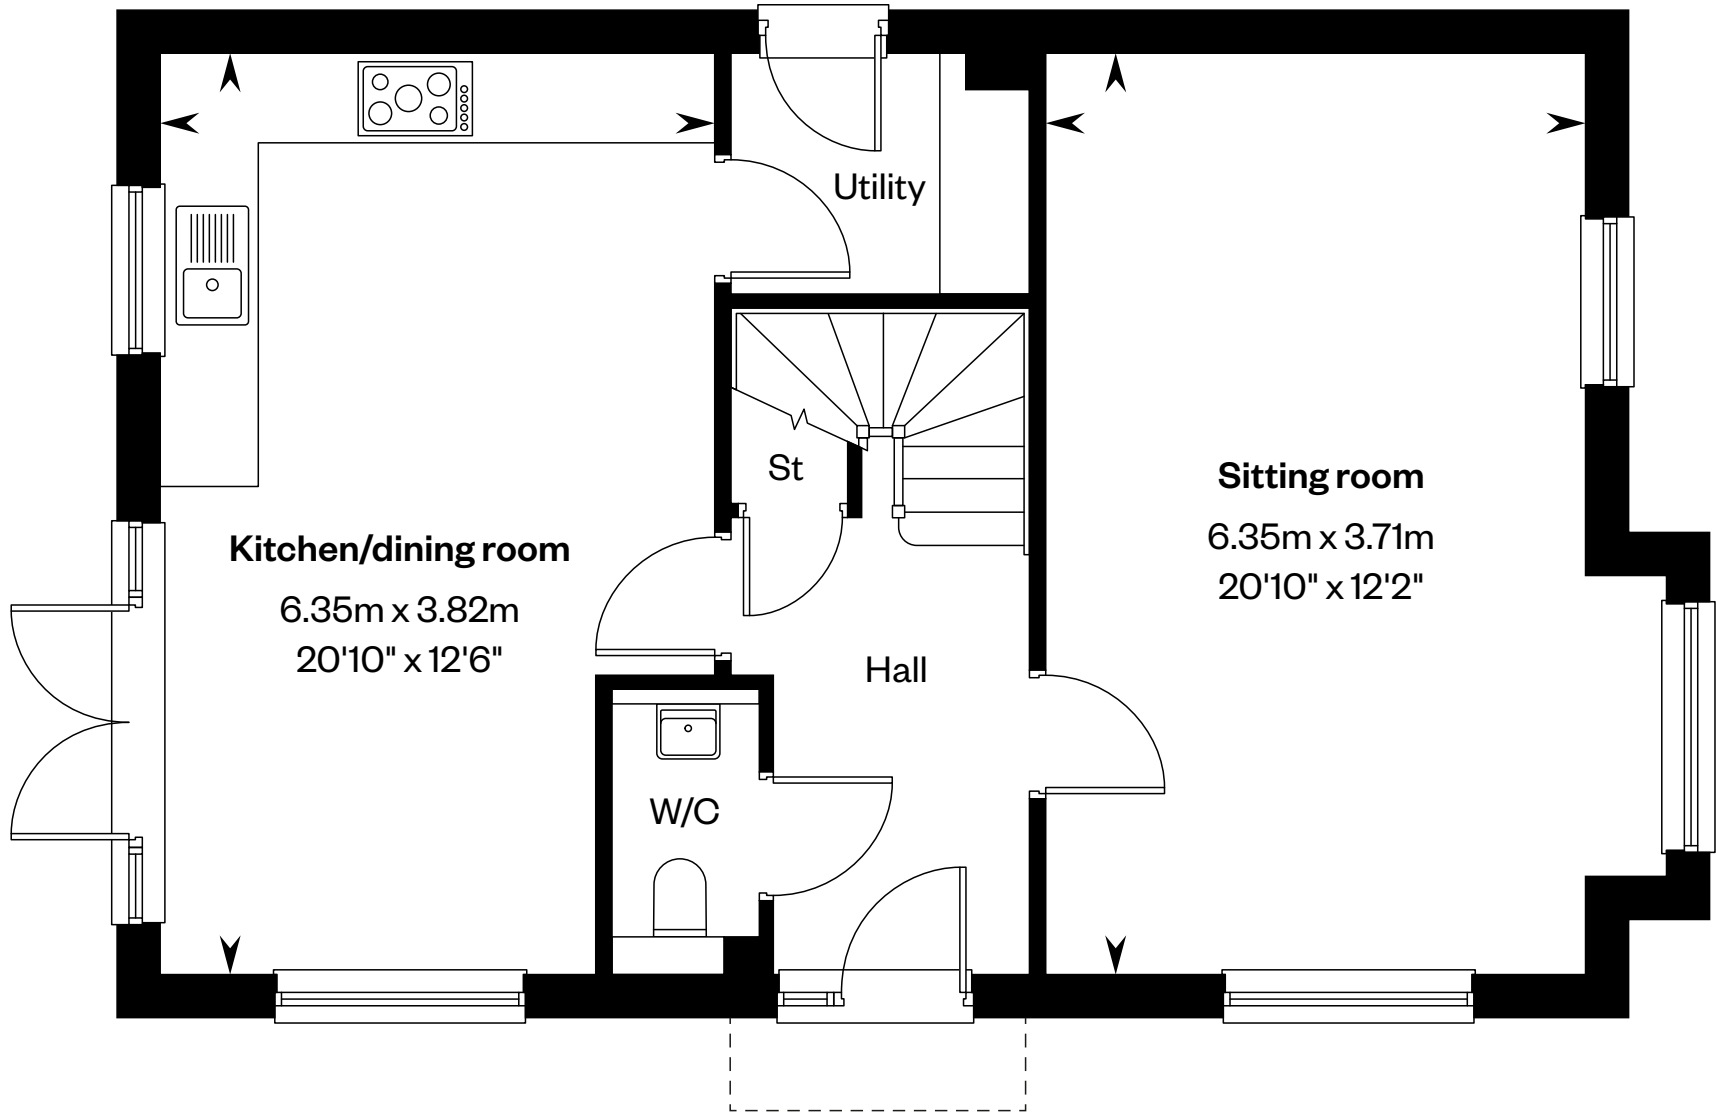 Utility
St
Sitting room
6.35m x 3.71m
20'10" x 12'2"
Kitchen/dining room
6.35m x 3.82m
20'10" x 12'6"
Hall
W/C